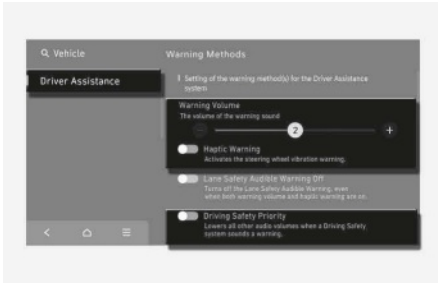 Vehicle
Warning Methods
Driver Assistance
Setting of the warning method(s) for the Driver Assistance
system
Warning Volume
The volume of the warning sound
2
Haptic Warning
Activates the steering wheel vibration warning.
Lane Safety Audible Warning Off
Turns off the Lane Safety Audible Warning, even
when both warning volume and haptic warning are on.
Driving Safety Priority
Lowers all other audio volumes when a Driving Safety
system sounds a warning.